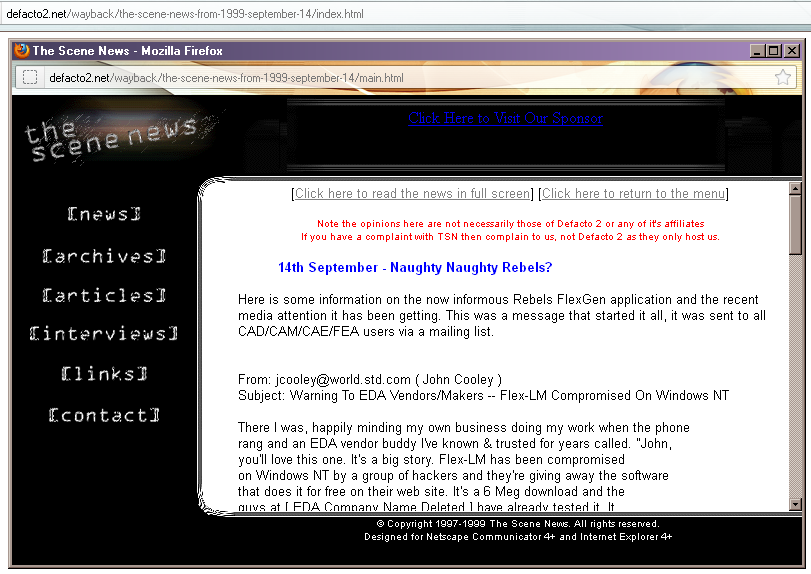 defacto2.net/wayback/the-scene-news-from-1999-september-14/index.html
The Scene News - Mozilla Firefox
defacto2.net/wayback/the-scene-news-from-1999-september-14/main.html
the
scene news
Click Here to Visit Our Sponsor
[news]
[archives]
[articles]
[interviews]
[links]
[contact]
[Click here to read the news in full screen] [Click here to return to the menu]
Note the opinions here are not necessarily those of Defacto 2 or any of it's affiliates
If you have a complaint with TSN then complain to us, not Defacto 2 as they only host us.
14th September - Naughty Naughty Rebels?
Here is some information on the now informous Rebels FlexGen application and the recent
media attention it has been getting. This was a message that started it all, it was sent to all
CAD/CAM/CAE/FEA users via a mailing list.
From: jcooley@world.std.com ( John Cooley )
Subject: Warning To EDA Vendors/Makers -- Flex-LM Compromised On Windows NT
There I was, happily minding my own business doing my work when the phone
rang and an EDA vendor buddy I've known & trusted for years called. "John,
you'll love this one. It's a big story. Flex-LM has been compromised
on Windows NT by a group of hackers and they're giving away the software
that does it for free on their web site. It's a 6 Meg download and the
guys at [ EDA Company Name Deleted ] have already tested it. It
© Copyright 1997-1999 The Scene News. All rights reserved.
Designed for Netscape Communicator 4+ and Internet Explorer 4+